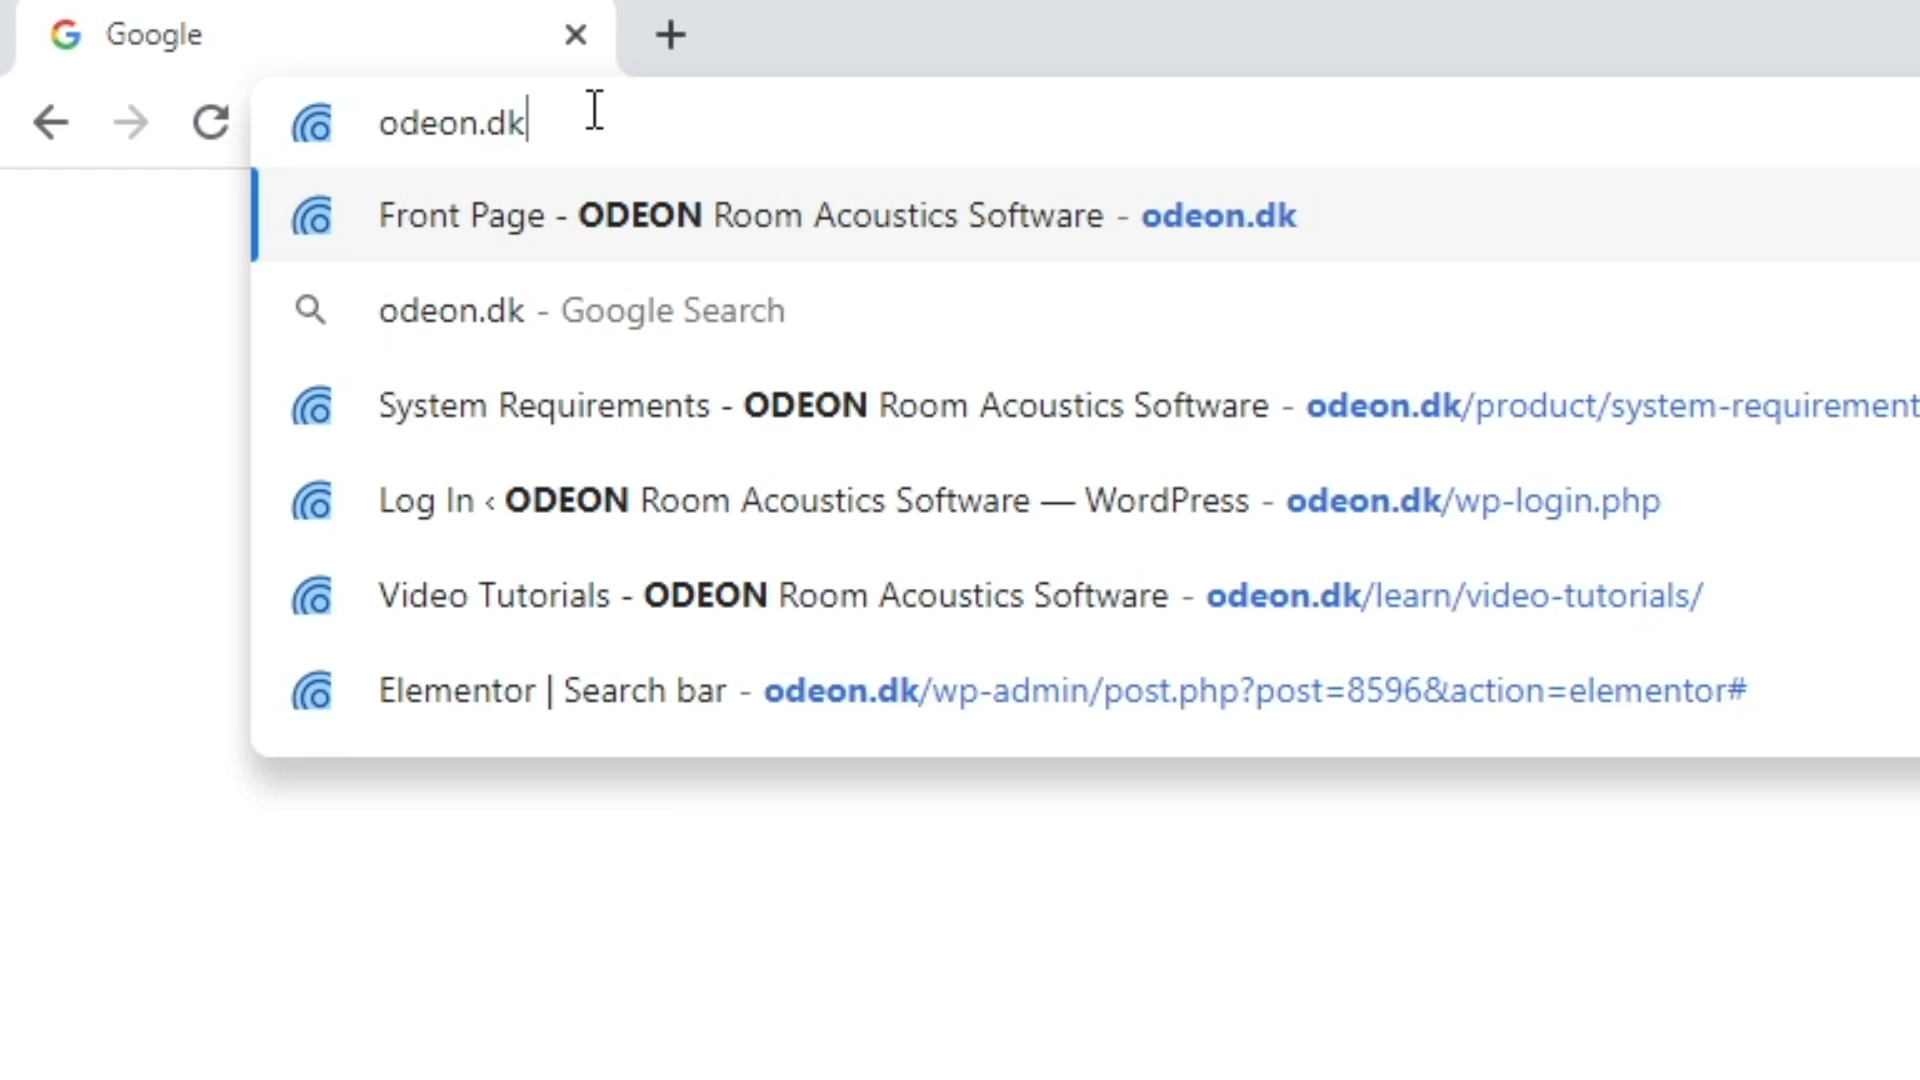 Google
odeon.dk
Front Page - ODEON Room Acoustics Software - odeon.dk
odeon.dk - Google Search
System Requirements - ODEON Room Acoustics Software - odeon.dk/product/system-requirement
Log In ‹ ODEON Room Acoustics Software — WordPress - odeon.dk/wp-login.php
Video Tutorials - ODEON Room Acoustics Software - odeon.dk/learn/video-tutorials/
Elementor | Search bar - odeon.dk/wp-admin/post.php?post=8596&action=elementor#